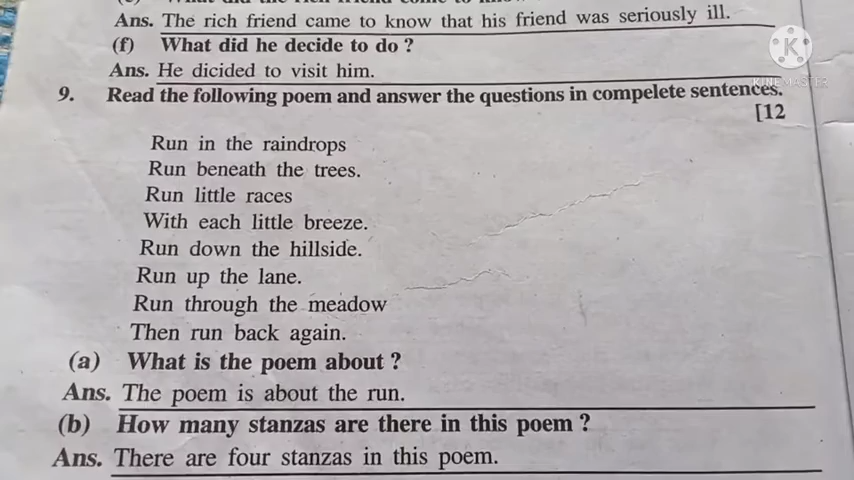 Ans. The rich friend came to know that his friend was seriously ill.
(f) What did he decide to do ?
Ans. He dicided to visit him.
K
KINEMASTER
9. Read the following poem and answer the questions in compelete sentences.
[12
Run in the raindrops
Run beneath the trees.
Run little races
With each little breeze.
Run down the hillside.
Run up the lane.
Run through the meadow
Then run back again.
(a) What is the poem about ?
Ans. The poem is about the run.
(b) How many stanzas are there in this poem ?
Ans. There are four stanzas in this poem.